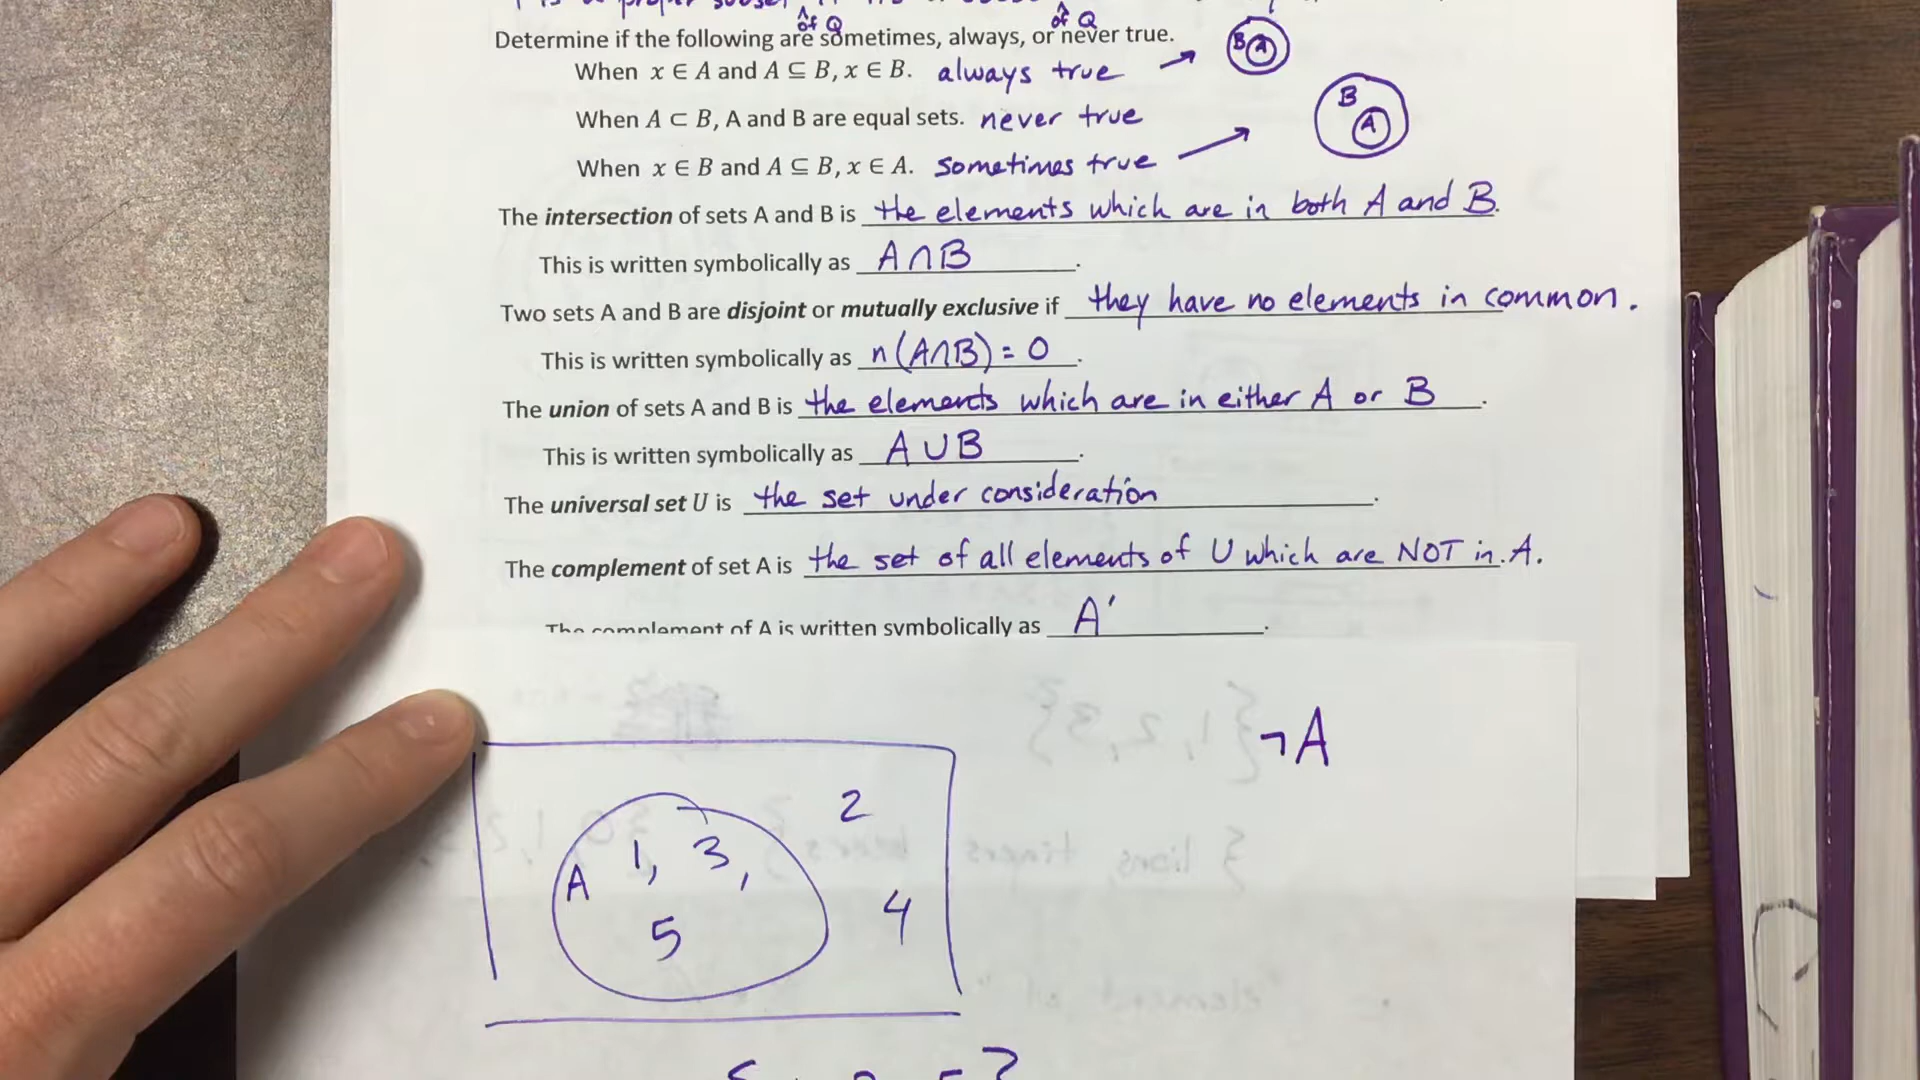 is a proper subset
of Q of Q
Determine if the following are sometimes, always, or never true.
When x ∈ A and A ⊆ B, x ∈ B. always true
B A
When A ⊂ B, A and B are equal sets. never true
B
A
When x ∈ B and A ⊆ B, x ∈ A. Sometimes true
The intersection of sets A and B is the elements which are in both A and B.
This is written symbolically as A∩B.
Two sets A and B are disjoint or mutually exclusive if they have no elements in common.
This is written symbolically as n(A∩B)=0.
The union of sets A and B is the elements which are in either A or B.
This is written symbolically as A∪B.
The universal set U is the set under consideration.
The complement of set A is the set of all elements of U which are NOT in A.
The complement of A is written symbolically as A′.
¬A
2
1, 3,
A
4
5